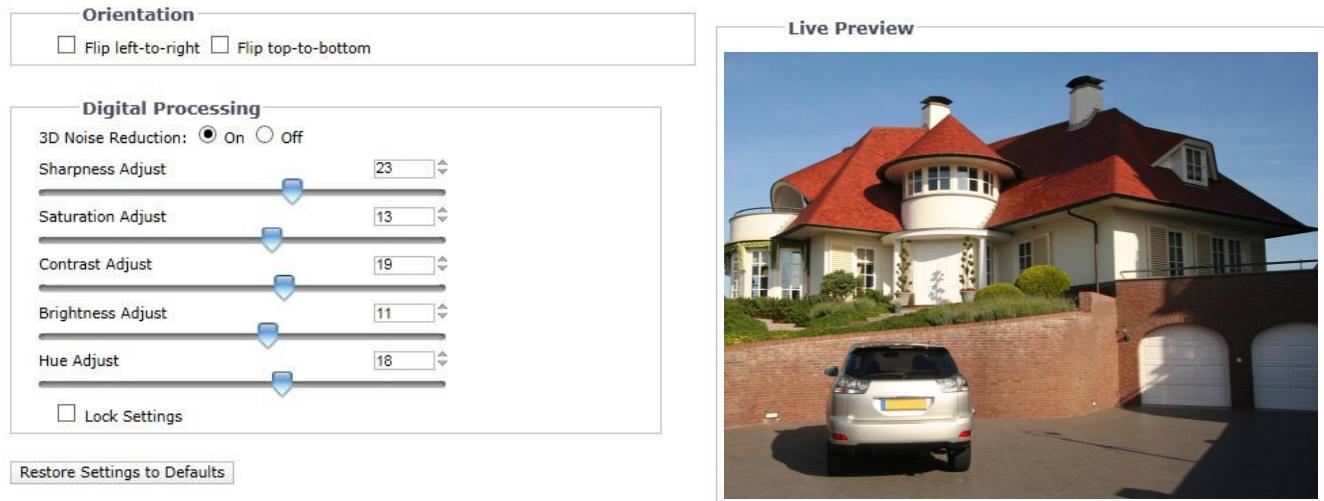 Orientation
Flip left-to-right Flip top-to-bottom
Digital Processing
3D Noise Reduction: On Off
Sharpness Adjust 23
Saturation Adjust 13
Contrast Adjust 19
Brightness Adjust 11
Hue Adjust 18
Lock Settings
Restore Settings to Defaults
Live Preview